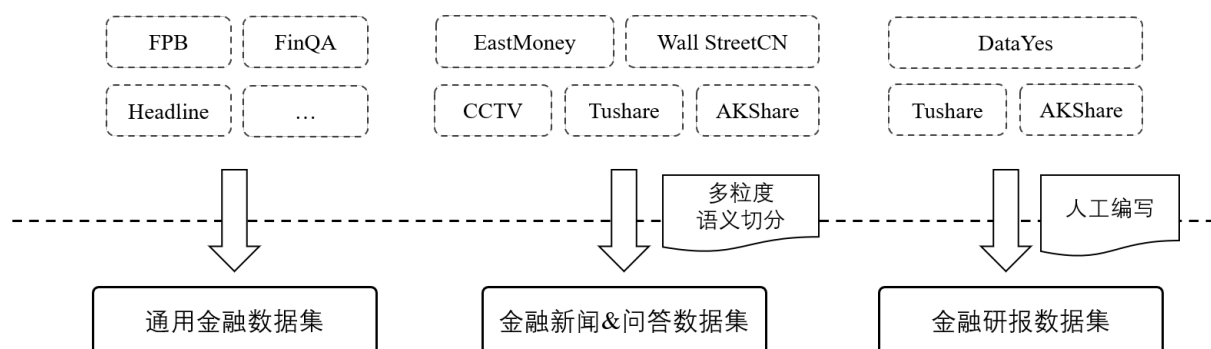 FPB
FinQA
EastMoney
Wall StreetCN
DataYes
Headline
…
CCTV
Tushare
AKShare
Tushare
AKShare
多粒度
语义切分
人工编写
通用金融数据集
金融新闻&问答数据集
金融研报数据集